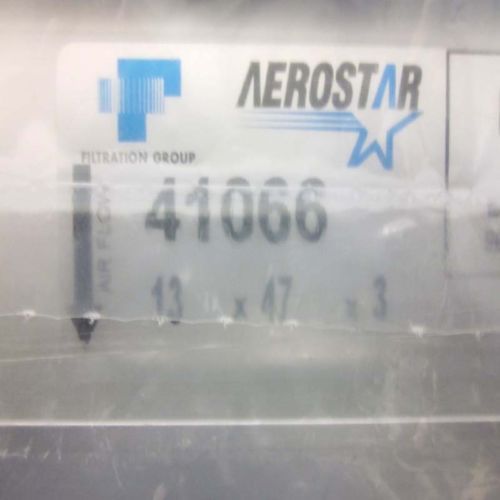 AEROSTAR
FILTRATION GROUP
41066
AIR FLOW
13 x 47 x 3